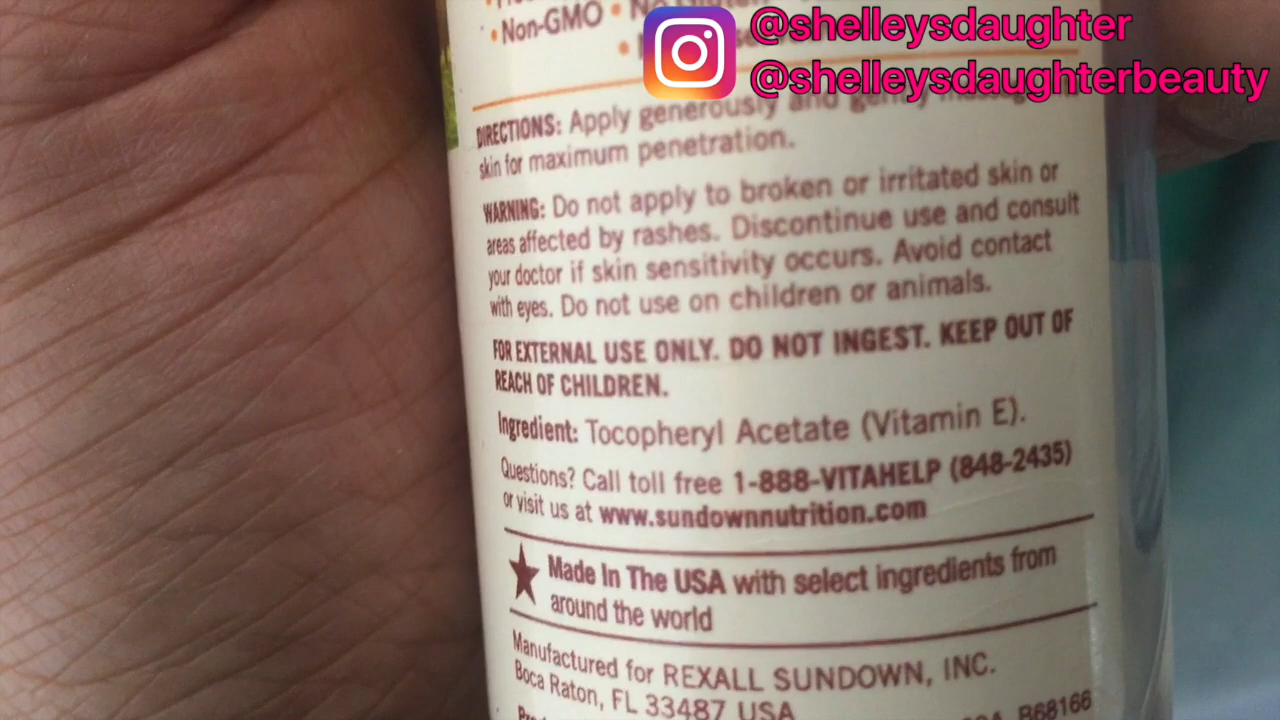 @shelleysdaughter
@shelleysdaughterbeauty
• Non-GMO •
DIRECTIONS: Apply generously and gently
skin for maximum penetration.
WARNING: Do not apply to broken or irritated skin or
areas affected by rashes. Discontinue use and consult
your doctor if skin sensitivity occurs. Avoid contact
with eyes. Do not use on children or animals.
FOR EXTERNAL USE ONLY. DO NOT INGEST. KEEP OUT OF
REACH OF CHILDREN.
Ingredient: Tocopheryl Acetate (Vitamin E).
Questions? Call toll free 1-888-VITAHELP (848-2435)
or visit us at www.sundownnutrition.com
Made In The USA with select ingredients from
around the world
Manufactured for REXALL SUNDOWN, INC.
Boca Raton, FL 33487 USA
B68166